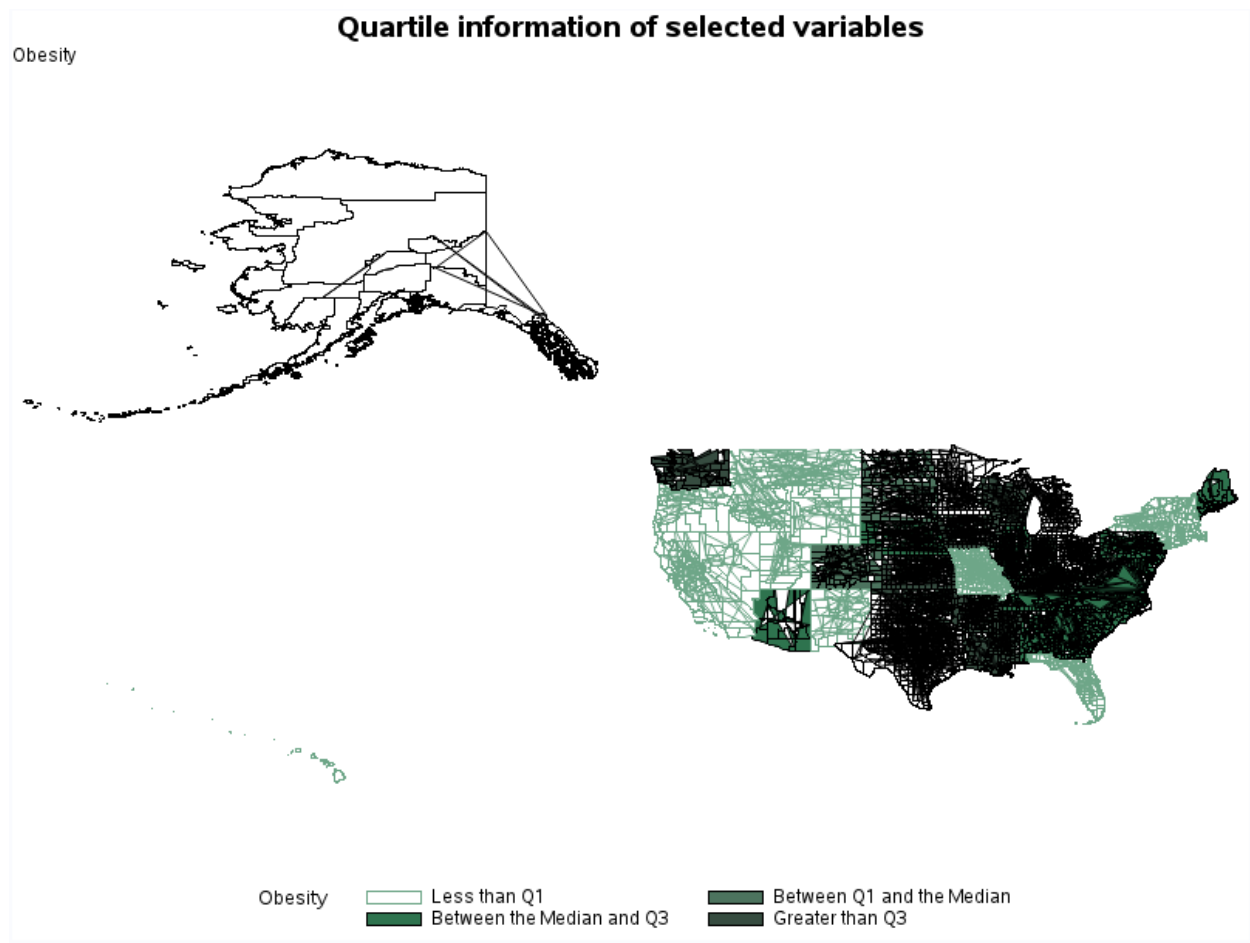 Quartile information of selected variables
Obesity
Obesity Less than Q1 Between Q1 and the Median
Between the Median and Q3 Greater than Q3